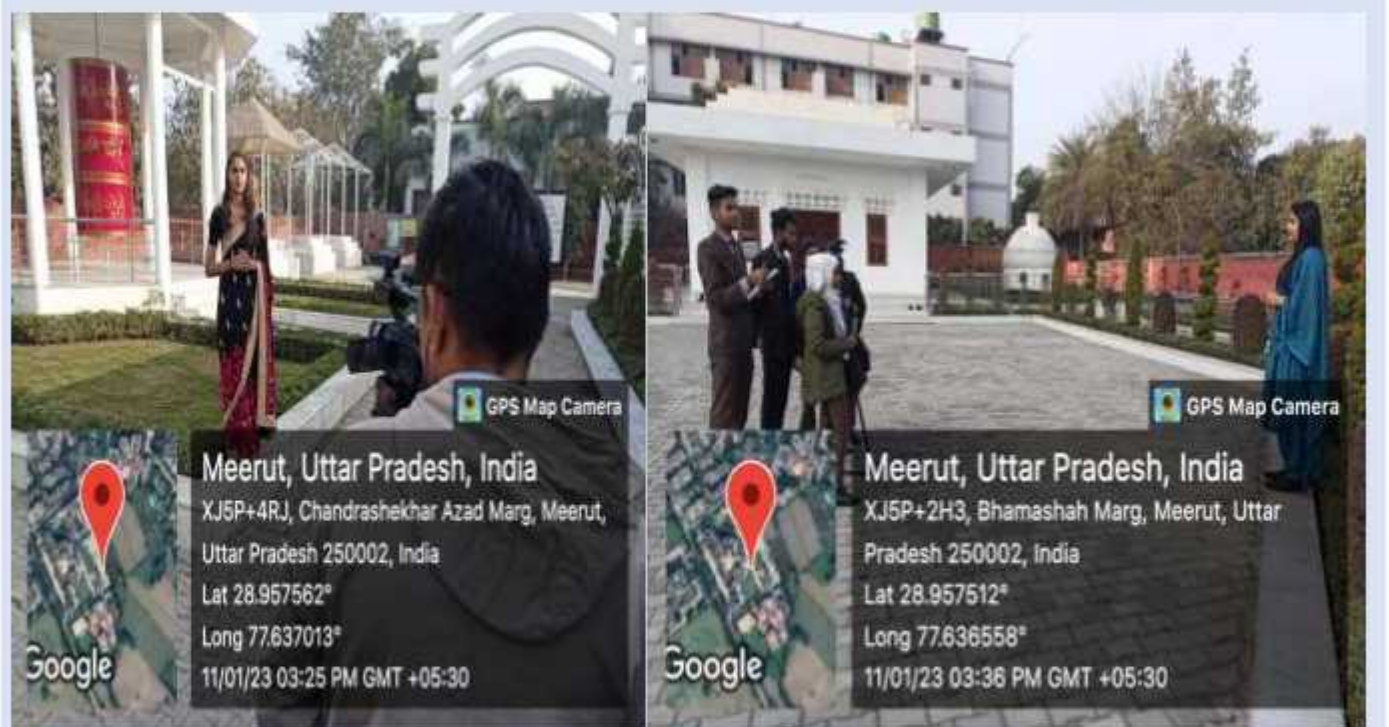 GPS Map Camera
Meerut, Uttar Pradesh, India
XJ5P+4RJ, Chandrashekhar Azad Marg, Meerut,
Uttar Pradesh 250002, India
Lat 28.957562°
Long 77.637013°
11/01/23 03:25 PM GMT +05:30
Google
GPS Map Camera
Meerut, Uttar Pradesh, India
XJ5P+2H3, Bhamashah Marg, Meerut, Uttar
Pradesh 250002, India
Lat 28.957512°
Long 77.636558°
11/01/23 03:36 PM GMT +05:30
Google